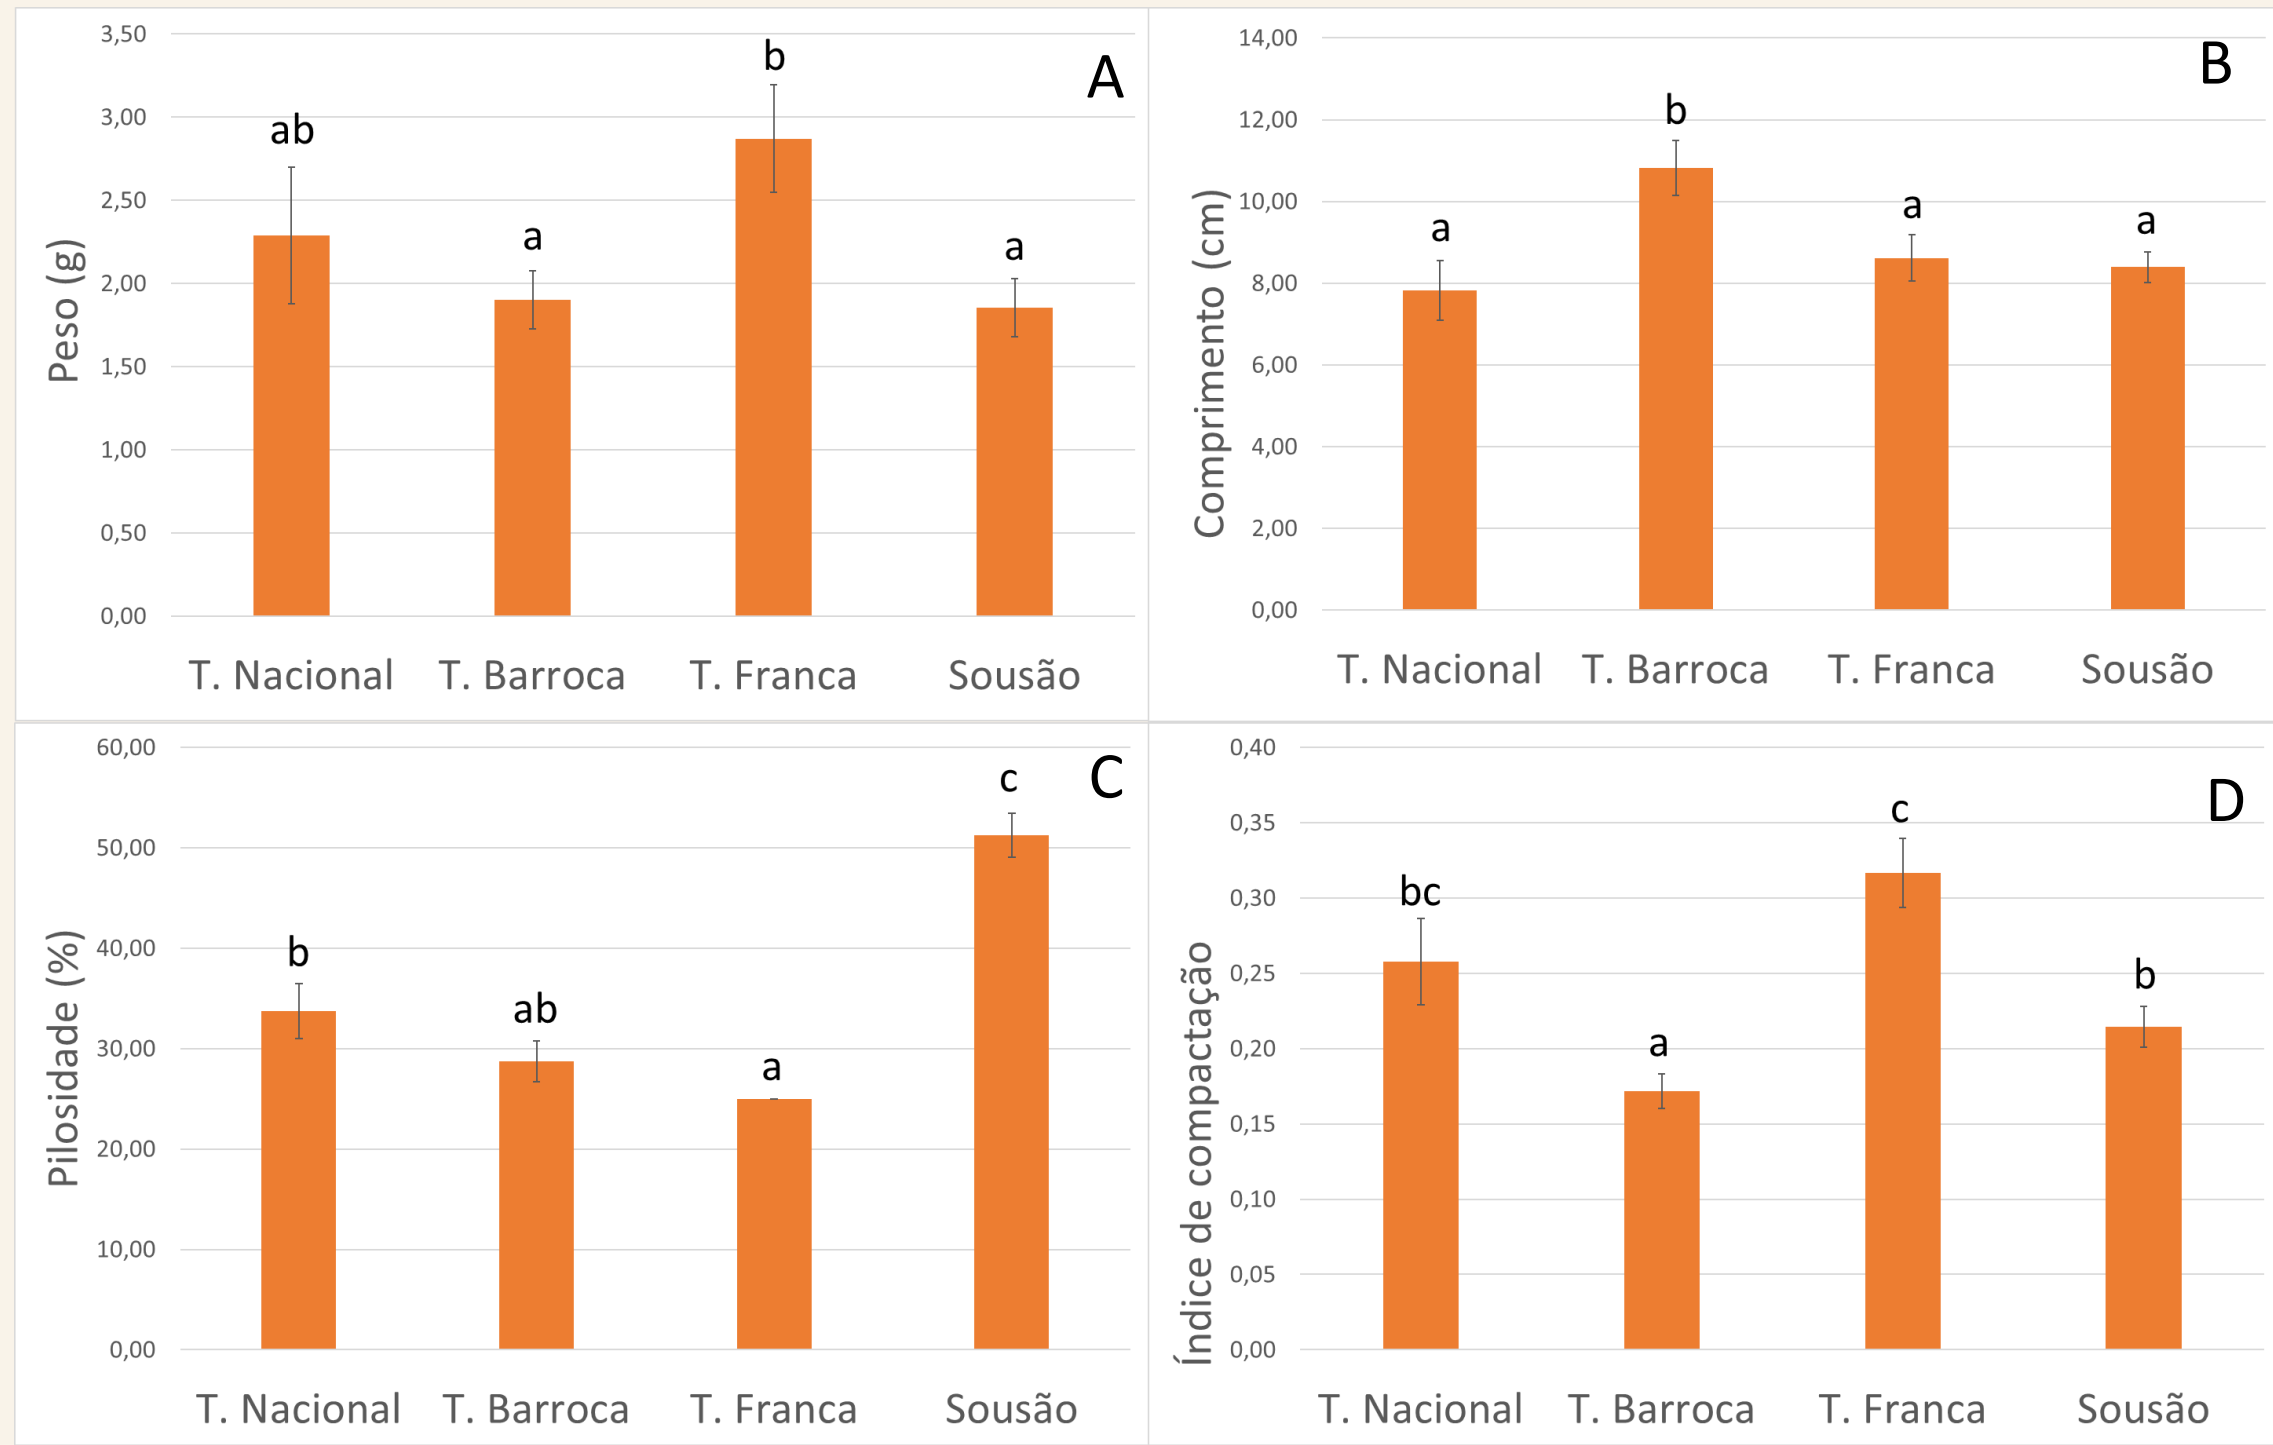 A
Peso (g)
3,50
3,00
2,50
2,00
1,50
1,00
0,50
0,00
ab
a
b
a
T. Nacional T. Barroca T. Franca Sousão
B
Comprimento (cm)
14,00
12,00
10,00
8,00
6,00
4,00
2,00
0,00
a
b
a
a
T. Nacional T. Barroca T. Franca Sousão
C
Pilosidade (%)
60,00
50,00
40,00
30,00
20,00
10,00
0,00
b
ab
a
c
T. Nacional T. Barroca T. Franca Sousão
D
Índice de compactação
0,40
0,35
0,30
0,25
0,20
0,15
0,10
0,05
0,00
bc
a
c
b
T. Nacional T. Barroca T. Franca Sousão